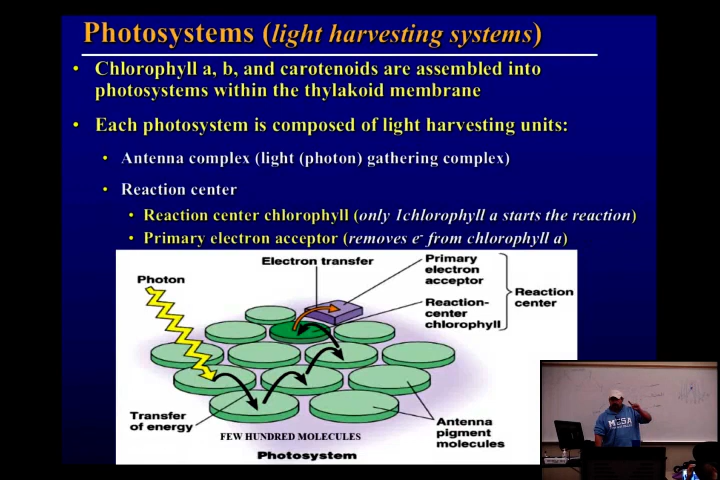 Photosystems (light harvesting systems)
• Chlorophyll a, b, and carotenoids are assembled into
photosystems within the thylakoid membrane
• Each photosystem is composed of light harvesting units:
• Antenna complex (light (photon) gathering complex)
• Reaction center
• Reaction center chlorophyll (only 1chlorophyll a starts the reaction)
• Primary electron acceptor (removes e- from chlorophyll a)
Electron transfer
Primary
electron
acceptor
Photon
Reaction
center
Reaction-
center
chlorophyll
Transfer
of energy
Antenna
pigment
molecules
FEW HUNDRED MOLECULES
Photosystem
MESA